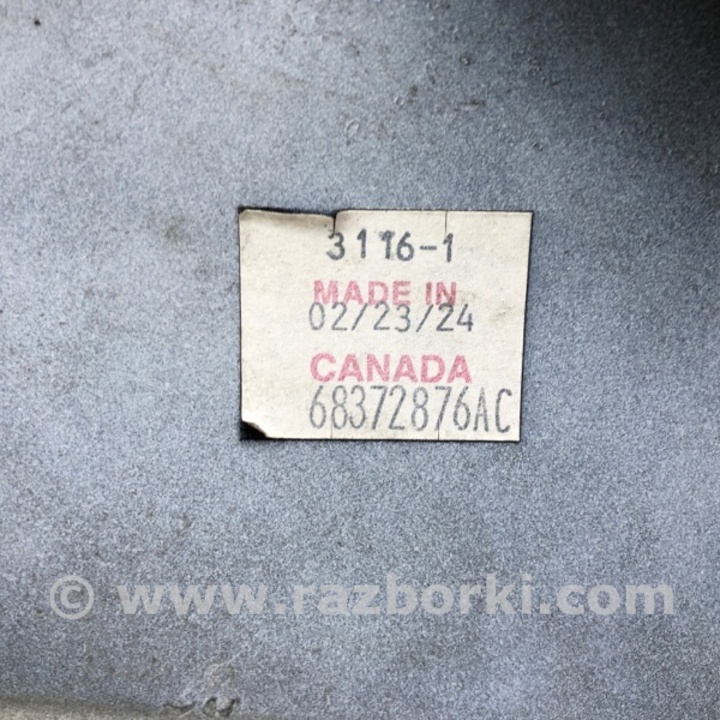 3116-1
MADE IN
02/23/24
CANADA
68372876AC
© www.razborki.com